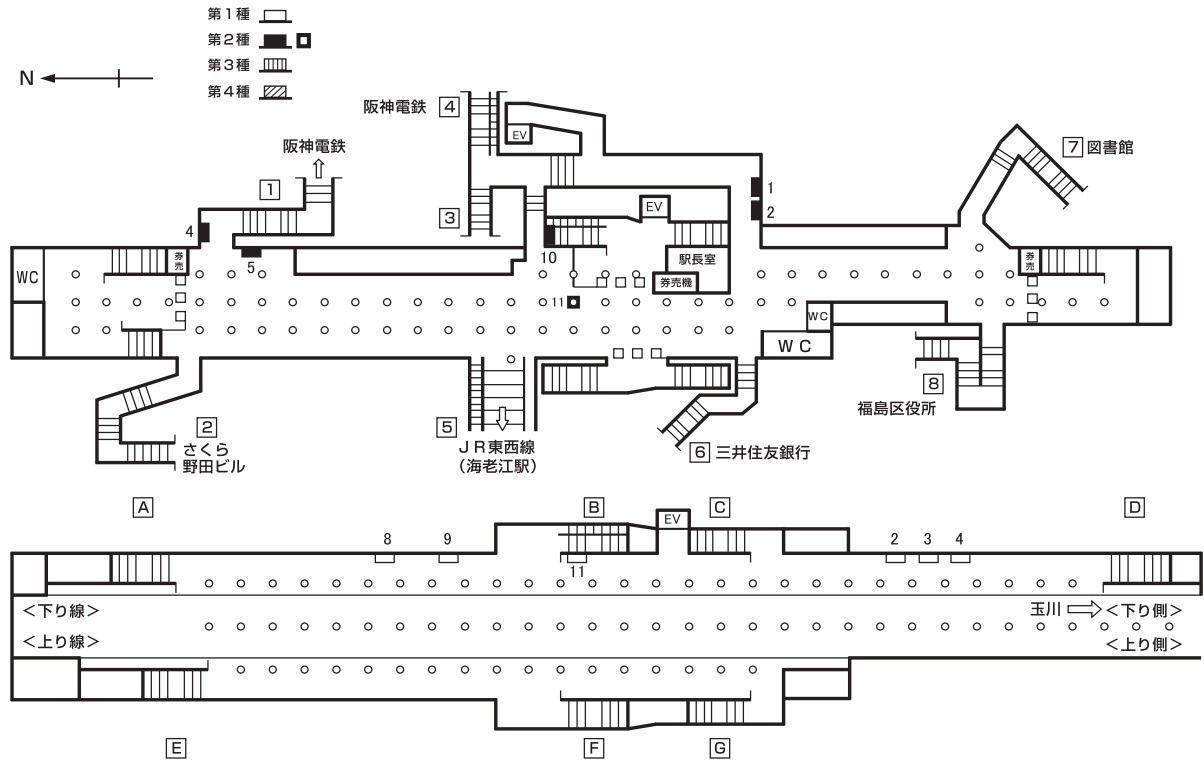 第1種
第2種
第3種
第4種
N
阪神電鉄
4
EV
阪神電鉄
1
7 図書館
3
EV
1
2
4
5
10
WC
券売
駅長室
券売機
券売
11
WC
WC
8
福島区役所
2
さくら
野田ビル
5
JR東西線
(海老江駅)
6 三井住友銀行
A
B
C
D
EV
8
9
11
2
3
4
<下り線>
<上り線>
玉川
<下り側>
<上り側>
E
F
G